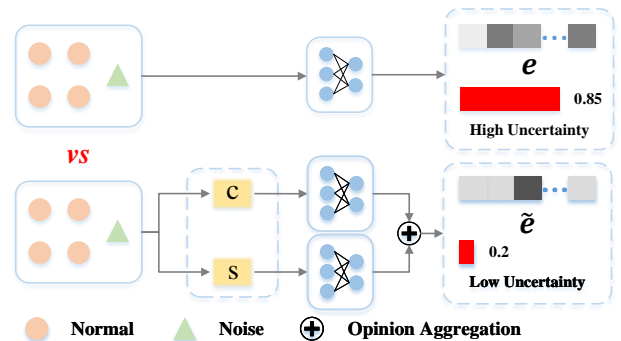 e
0.85
High Uncertainty
vs
C
S
ẽ
0.2
Low Uncertainty
Normal
Noise
Opinion Aggregation